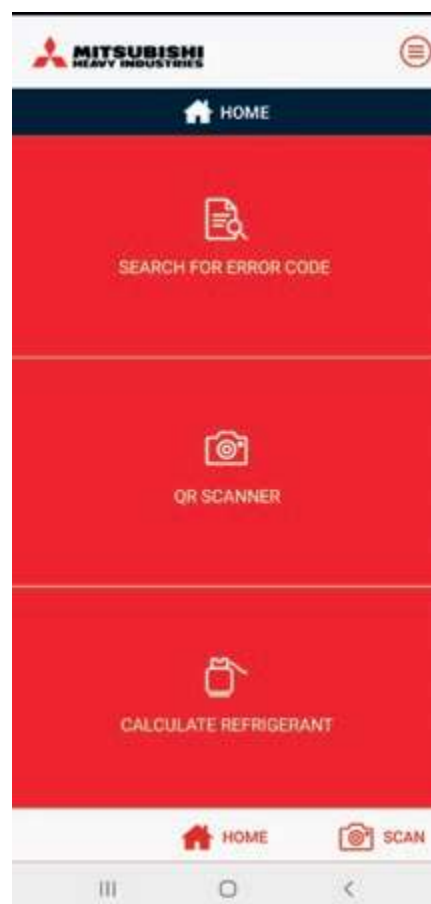 MITSUBISHI
HEAVY INDUSTRIES
HOME
SEARCH FOR ERROR CODE
QR SCANNER
CALCULATE REFRIGERANT
HOME
SCAN